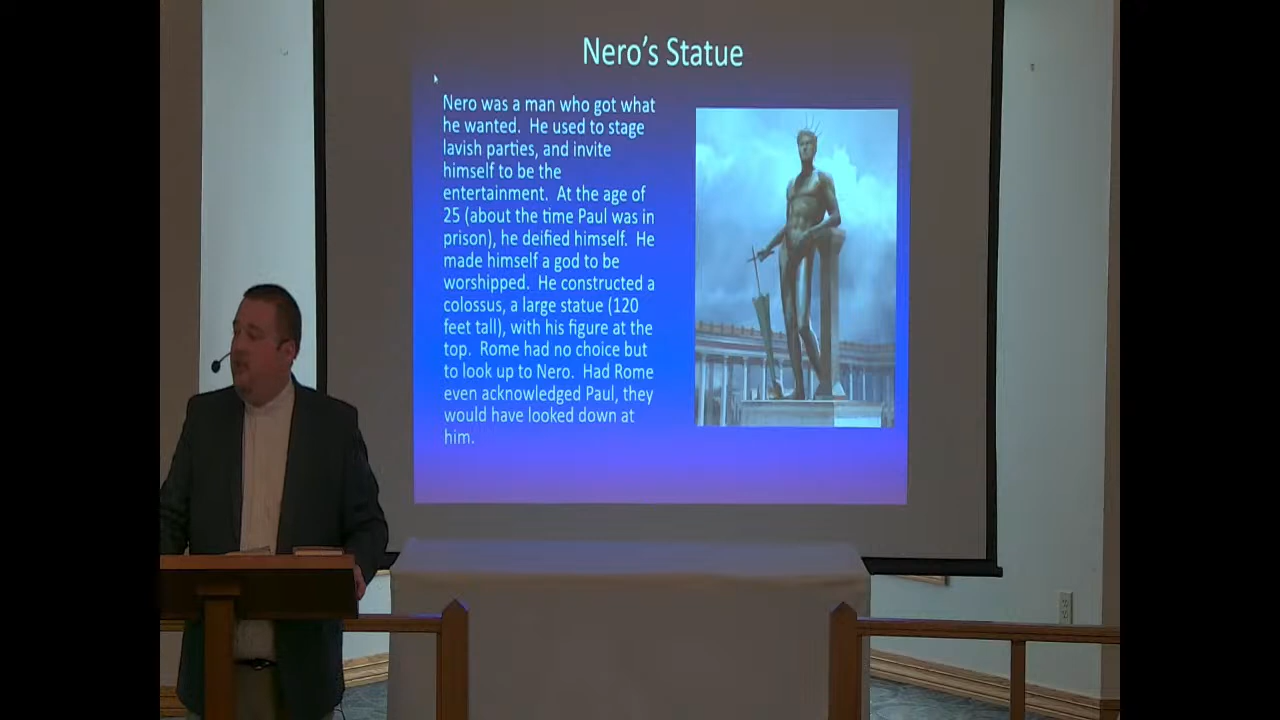 Nero's Statue
Nero was a man who got what
he wanted. He used to stage
lavish parties, and invite
himself to be the
entertainment. At the age of
25 (about the time Paul was in
prison), he deified himself. He
made himself a god to be
worshipped. He constructed a
colossus, a large statue (120
feet tall), with his figure at the
top. Rome had no choice but
to look up to Nero. Had Rome
even acknowledged Paul, they
would have looked down at
him.